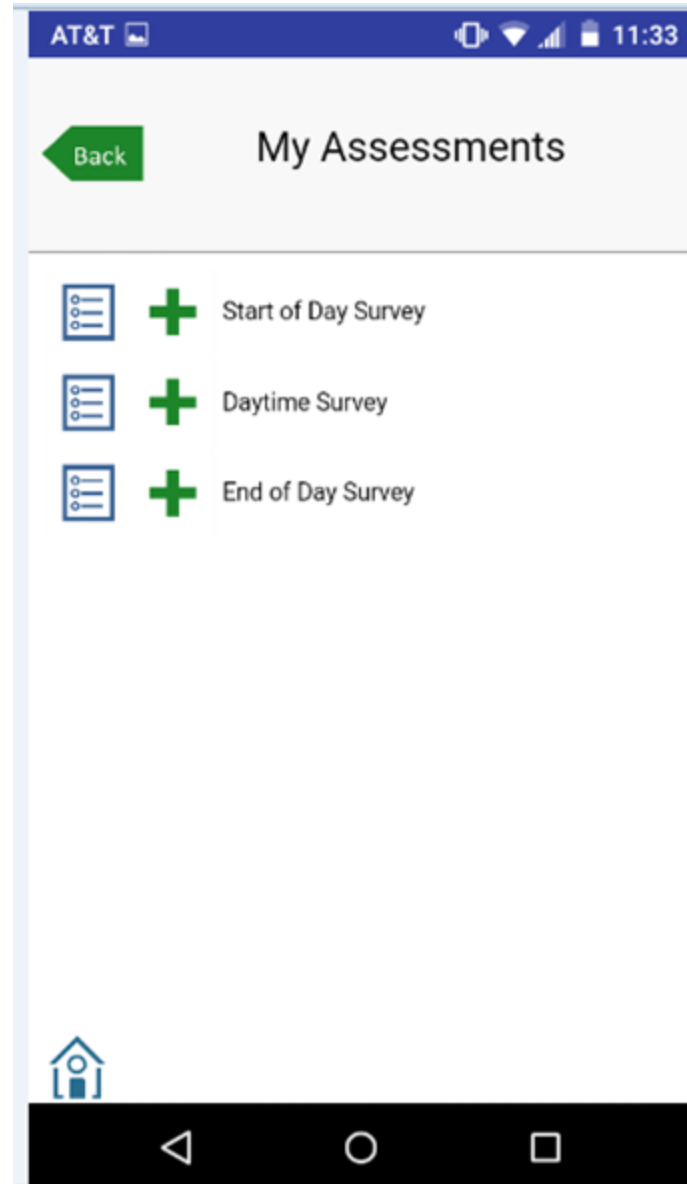 AT&T 11:33
Back
My Assessments
Start of Day Survey
Daytime Survey
End of Day Survey